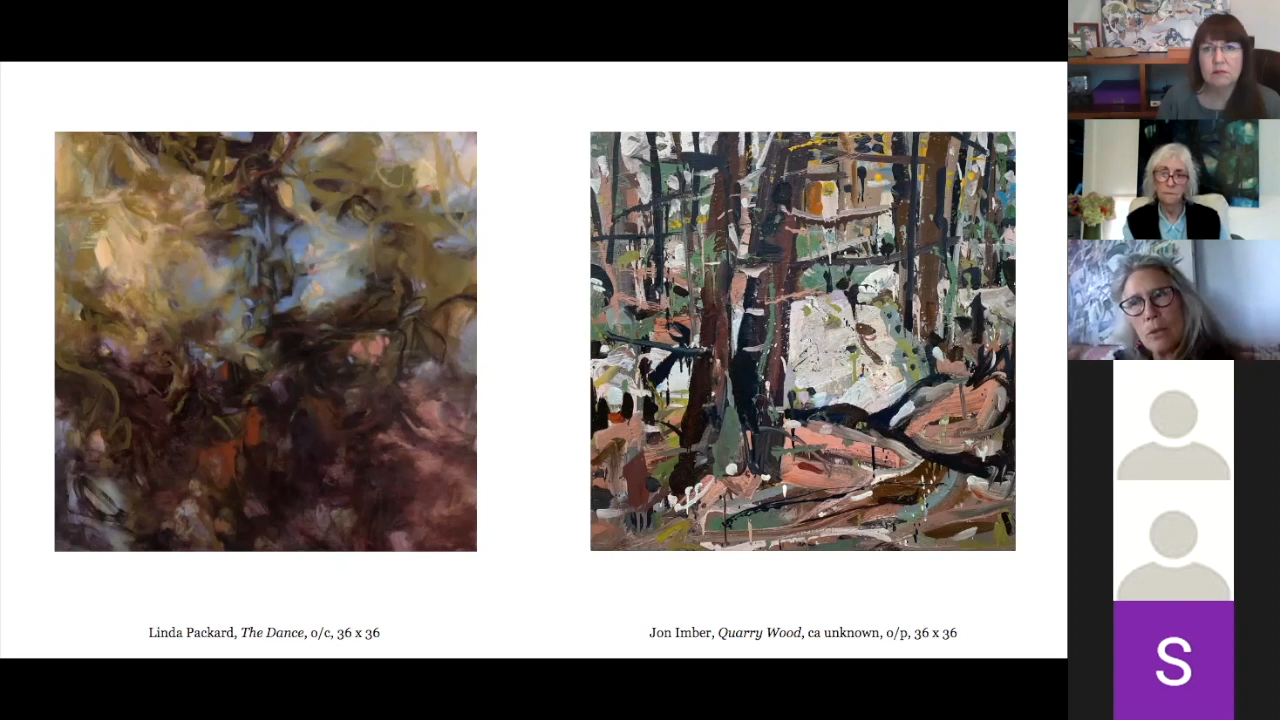 Linda Packard, The Dance, o/c, 36 x 36
Jon Imber, Quarry Wood, ca unknown, o/p, 36 x 36
S